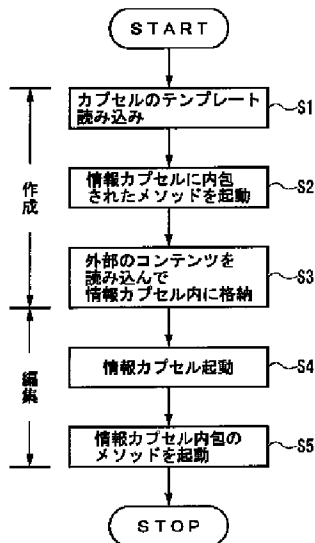 START
カプセルのテンプレート
読み込み
S1
情報カプセルに内包
されたメソッドを起動
S2
外部のコンテンツを
読み込んで
情報カプセル内に格納
S3
作成
情報カプセル起動
S4
情報カプセル内包の
メソッドを起動
S5
編集
STOP